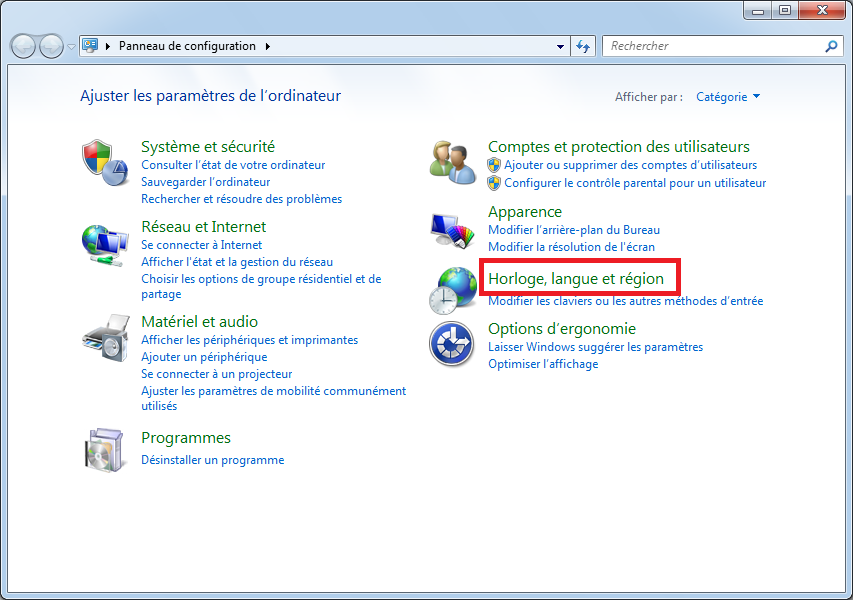 Panneau de configuration
Rechercher
Ajuster les paramètres de l'ordinateur
Afficher par :
Catégorie
Système et sécurité
Consulter l'état de votre ordinateur
Sauvegarder l'ordinateur
Rechercher et résoudre des problèmes
Réseau et Internet
Se connecter à Internet
Afficher l'état et la gestion du réseau
Choisir les options de groupe résidentiel et de
partage
Matériel et audio
Afficher les périphériques et imprimantes
Ajouter un périphérique
Se connecter à un projecteur
Ajuster les paramètres de mobilité communément
utilisés
Programmes
Désinstaller un programme
Comptes et protection des utilisateurs
Ajouter ou supprimer des comptes d'utilisateurs
Configurer le contrôle parental pour un utilisateur
Apparence
Modifier l'arrière-plan du Bureau
Modifier la résolution de l'écran
Horloge, langue et région
Modifier les claviers ou les autres méthodes d'entrée
Options d'ergonomie
Laisser Windows suggérer les paramètres
Optimiser l'affichage